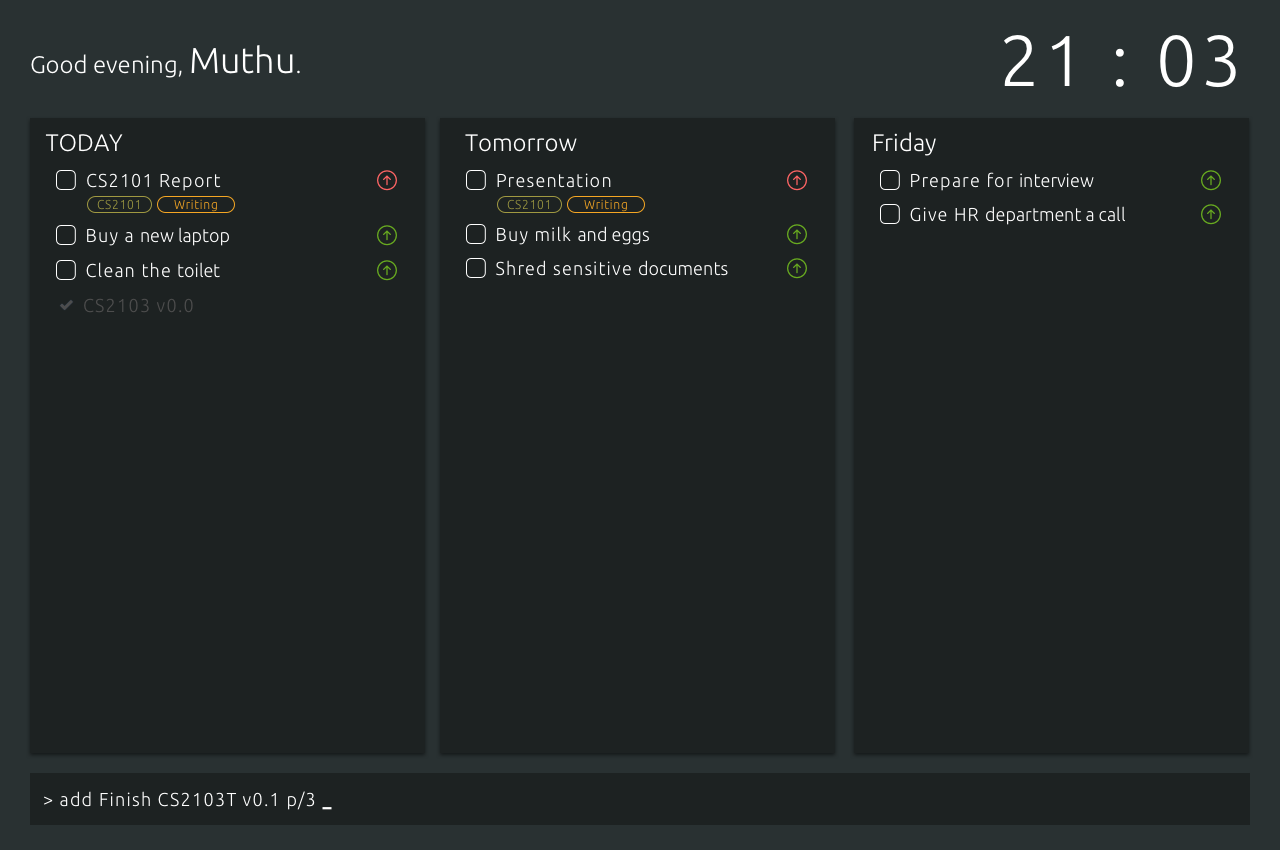 Good evening, Muthu.
21 : 03
TODAY
CS2101 Report
CS2101 Writing
Buy a new laptop
Clean the toilet
CS2103 v0.0
Tomorrow
Presentation
CS2101 Writing
Buy milk and eggs
Shred sensitive documents
Friday
Prepare for interview
Give HR department a call
> add Finish CS2103T v0.1 p/3 _